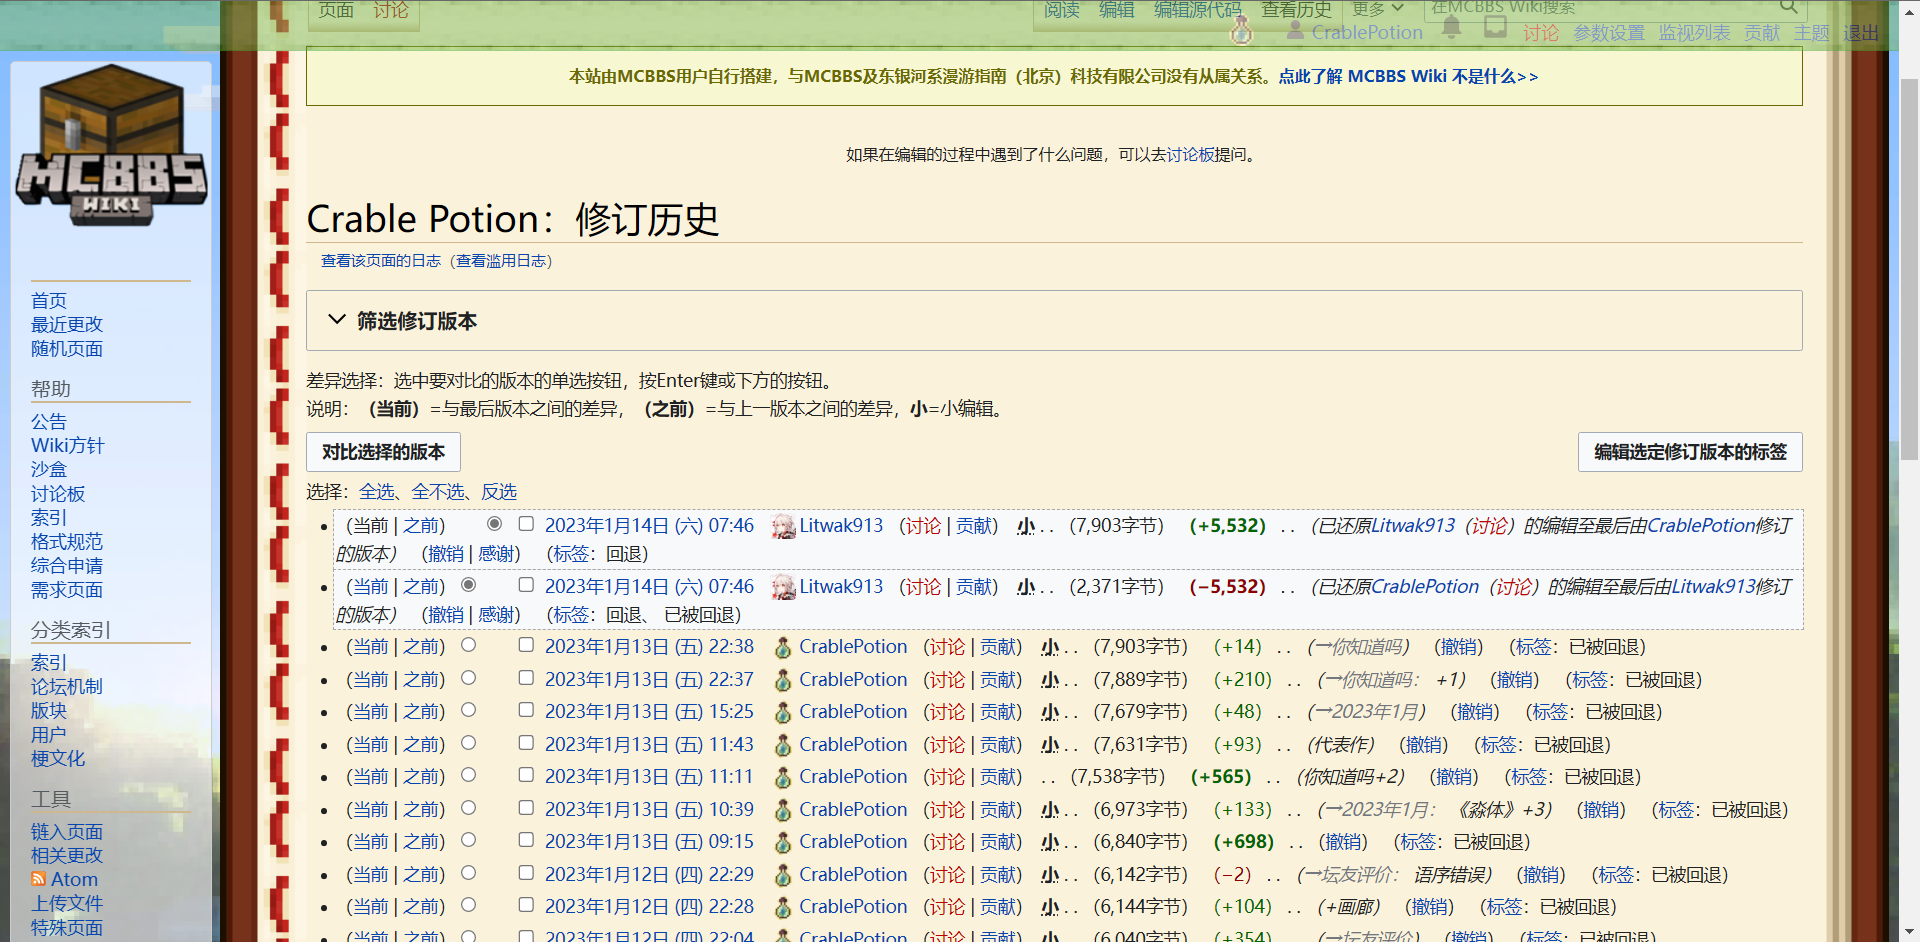 页面 讨论 阅读 编辑 编辑源代码 查看历史 更多 在MCBBS Wiki搜索
CrablePotion 讨论 参数设置 监视列表 贡献 主题 退出
本站由MCBBS用户自行搭建，与MCBBS及东银河系漫游指南（北京）科技有限公司没有从属关系。点此了解 MCBBS Wiki 不是什么>>
如果在编辑的过程中遇到了什么问题，可以去讨论板提问。
MCBBS
WIKI
首页
最近更改
随机页面
帮助
公告
Wiki方针
沙盒
讨论板
索引
格式规范
综合申请
需求页面
分类索引
索引
论坛机制
版块
用户
梗文化
工具
链入页面
相关更改
Atom
上传文件
特殊页面
Crable Potion：修订历史
查看该页面的日志（查看滥用日志）
筛选修订版本
差异选择：选中要对比的版本的单选按钮，按Enter键或下方的按钮。
说明：（当前）=与最后版本之间的差异，（之前）=与上一版本之间的差异，小=小编辑。
对比选择的版本 编辑选定修订版本的标签
选择：全选、全不选、反选
（当前 | 之前） 2023年1月14日 (六) 07:46 Litwak913 （讨论 | 贡献） 小 . . （7,903字节） （+5,532） . . （已还原Litwak913（讨论）的编辑至最后由CrablePotion修订
的版本） （撤销 | 感谢） （标签：回退）
（当前 | 之前） 2023年1月14日 (六) 07:46 Litwak913 （讨论 | 贡献） 小 . . （2,371字节） （−5,532） . . （已还原CrablePotion（讨论）的编辑至最后由Litwak913修订
的版本） （撤销 | 感谢） （标签：回退、 已被回退）
（当前 | 之前） 2023年1月13日 (五) 22:38 CrablePotion （讨论 | 贡献） 小 . . （7,903字节） （+14） . . （→你知道吗） （撤销） （标签：已被回退）
（当前 | 之前） 2023年1月13日 (五) 22:37 CrablePotion （讨论 | 贡献） 小 . . （7,889字节） （+210） . . （→你知道吗： +1） （撤销） （标签：已被回退）
（当前 | 之前） 2023年1月13日 (五) 15:25 CrablePotion （讨论 | 贡献） 小 . . （7,679字节） （+48） . . （→2023年1月） （撤销） （标签：已被回退）
（当前 | 之前） 2023年1月13日 (五) 11:43 CrablePotion （讨论 | 贡献） 小 . . （7,631字节） （+93） . . （代表作） （撤销） （标签：已被回退）
（当前 | 之前） 2023年1月13日 (五) 11:11 CrablePotion （讨论 | 贡献） . . （7,538字节） （+565） . . （你知道吗+2） （撤销） （标签：已被回退）
（当前 | 之前） 2023年1月13日 (五) 10:39 CrablePotion （讨论 | 贡献） 小 . . （6,973字节） （+133） . . （→2023年1月： 《淼体》+3） （撤销） （标签：已被回退）
（当前 | 之前） 2023年1月13日 (五) 09:15 CrablePotion （讨论 | 贡献） 小 . . （6,840字节） （+698） . . （撤销） （标签：已被回退）
（当前 | 之前） 2023年1月12日 (四) 22:29 CrablePotion （讨论 | 贡献） 小 . . （6,142字节） （−2） . . （→坛友评价： 语序错误） （撤销） （标签：已被回退）
（当前 | 之前） 2023年1月12日 (四) 22:28 CrablePotion （讨论 | 贡献） 小 . . （6,144字节） （+104） . . （+画廊） （撤销） （标签：已被回退）
（当前 | 之前） 2023年1月12日 (四) 22:04 CrablePotion （讨论 | 贡献） 小 . . （6,040字节） （+354） . . （→坛友评价） （撤销） （标签：已被回退）